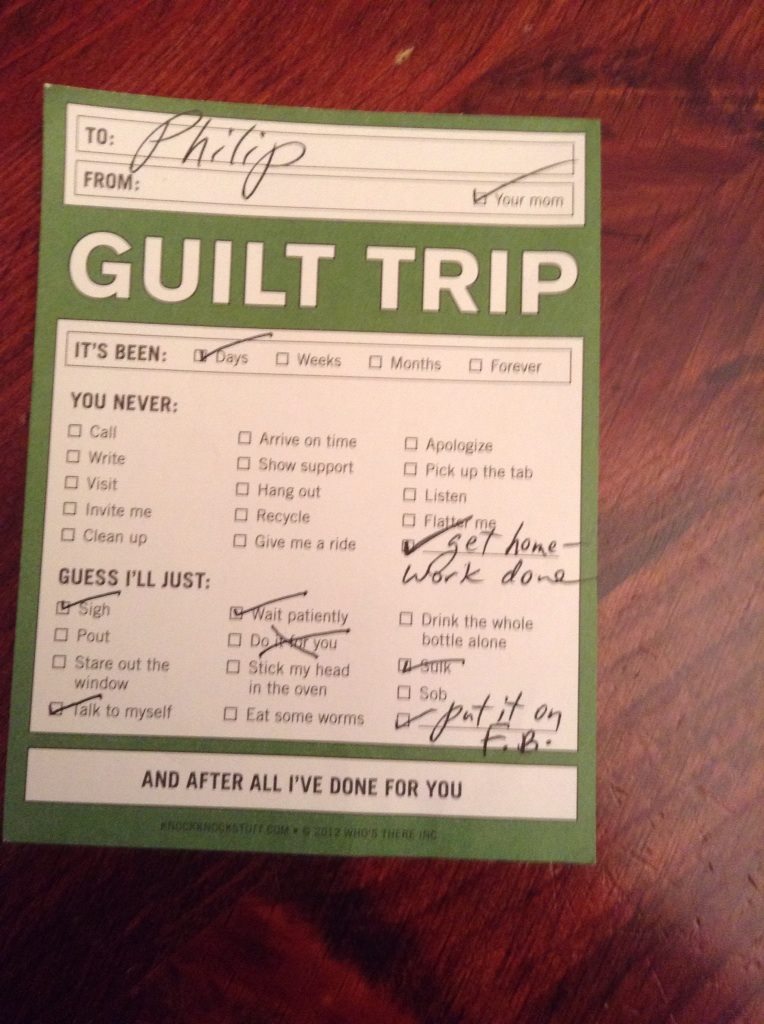 TO: Philip
FROM: Your mom
GUILT TRIP
IT'S BEEN: Days Weeks Months Forever
YOU NEVER:
Call
Write
Visit
Invite me
Clean up
Arrive on time
Show support
Hang out
Recycle
Give me a ride
Apologize
Pick up the tab
Listen
Flatter me
get home-
work done
GUESS I'LL JUST:
Sigh
Pout
Stare out the
window
Talk to myself
Wait patiently
Do it for you
Stick my head
in the oven
Eat some worms
Drink the whole
bottle alone
Sulk
Sob
put it on
F.B.
AND AFTER ALL I'VE DONE FOR YOU
KNOCKKNOCKSTUFF.COM • © 2012 WHO'S THERE INC